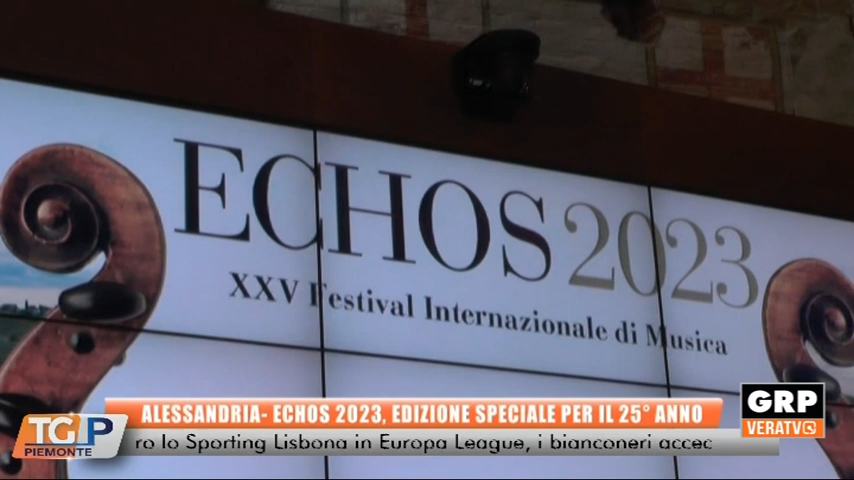 ECHOS 2023
XXV Festival Internazionale di Musica
ALESSANDRIA- ECHOS 2023, EDIZIONE SPECIALE PER IL 25° ANNO
GRP
VERATV
TGP
PIEMONTE
ro lo Sporting Lisbona in Europa League, i bianconeri accec